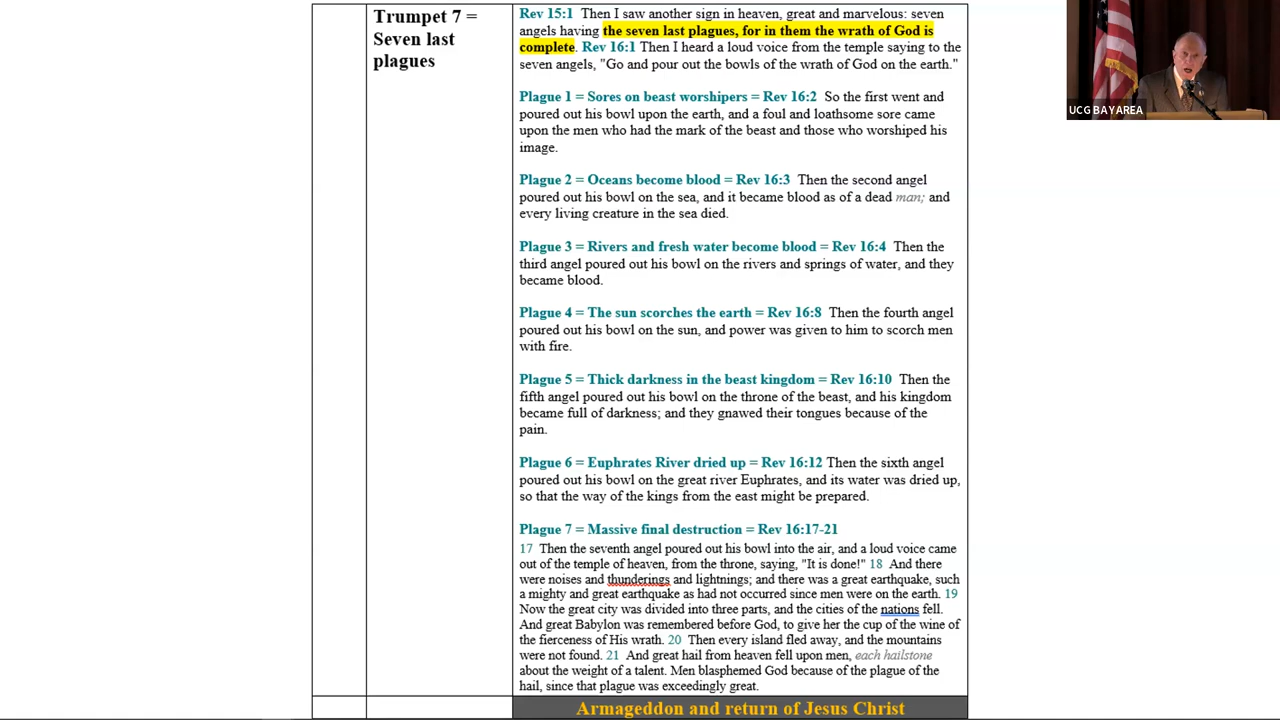 Trumpet 7 =
Seven last
plagues
Rev 15:1  Then I saw another sign in heaven, great and marvelous: seven
angels having the seven last plagues, for in them the wrath of God is
complete. Rev 16:1 Then I heard a loud voice from the temple saying to the
seven angels, "Go and pour out the bowls of the wrath of God on the earth."
Plague 1 = Sores on beast worshipers = Rev 16:2  So the first went and
poured out his bowl upon the earth, and a foul and loathsome sore came
upon the men who had the mark of the beast and those who worshiped his
image.
Plague 2 = Oceans become blood = Rev 16:3  Then the second angel
poured out his bowl on the sea, and it became blood as of a dead man; and
every living creature in the sea died.
Plague 3 = Rivers and fresh water become blood = Rev 16:4  Then the
third angel poured out his bowl on the rivers and springs of water, and they
became blood.
Plague 4 = The sun scorches the earth = Rev 16:8  Then the fourth angel
poured out his bowl on the sun, and power was given to him to scorch men
with fire.
Plague 5 = Thick darkness in the beast kingdom = Rev 16:10  Then the
fifth angel poured out his bowl on the throne of the beast, and his kingdom
became full of darkness; and they gnawed their tongues because of the
pain.
Plague 6 = Euphrates River dried up = Rev 16:12 Then the sixth angel
poured out his bowl on the great river Euphrates, and its water was dried up,
so that the way of the kings from the east might be prepared.
Plague 7 = Massive final destruction = Rev 16:17-21
17  Then the seventh angel poured out his bowl into the air, and a loud voice came
out of the temple of heaven, from the throne, saying, "It is done!" 18  And there
were noises and thunderings and lightnings; and there was a great earthquake, such
a mighty and great earthquake as had not occurred since men were on the earth. 19
Now the great city was divided into three parts, and the cities of the nations fell.
And great Babylon was remembered before God, to give her the cup of the wine of
the fierceness of His wrath. 20  Then every island fled away, and the mountains
were not found. 21  And great hail from heaven fell upon men, each hailstone
about the weight of a talent. Men blasphemed God because of the plague of the
hail, since that plague was exceedingly great.
Armageddon and return of Jesus Christ
UCG BAYAREA